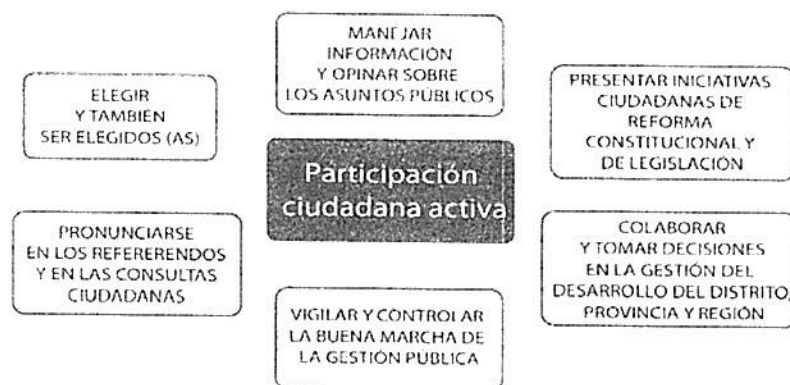 MANEJAR
INFORMACIÓN
Y OPINAR SOBRE
LOS ASUNTOS PÚBLICOS
ELEGIR
Y TAMBIÉN
SER ELEGIDOS (AS)
PRESENTAR INICIATIVAS
CIUDADANAS DE
REFORMA
CONSTITUCIONAL Y
DE LEGISLACIÓN
Participación
ciudadana activa
PRONUNCIARSE
EN LOS REFERERENDOS
Y EN LAS CONSULTAS
CIUDADANAS
COLABORAR
Y TOMAR DECISIONES
EN LA GESTIÓN DEL
DESARROLLO DEL DISTRITO,
PROVINCIA Y REGIÓN
VIGILAR Y CONTROLAR
LA BUENA MARCHA DE
LA GESTIÓN PÚBLICA